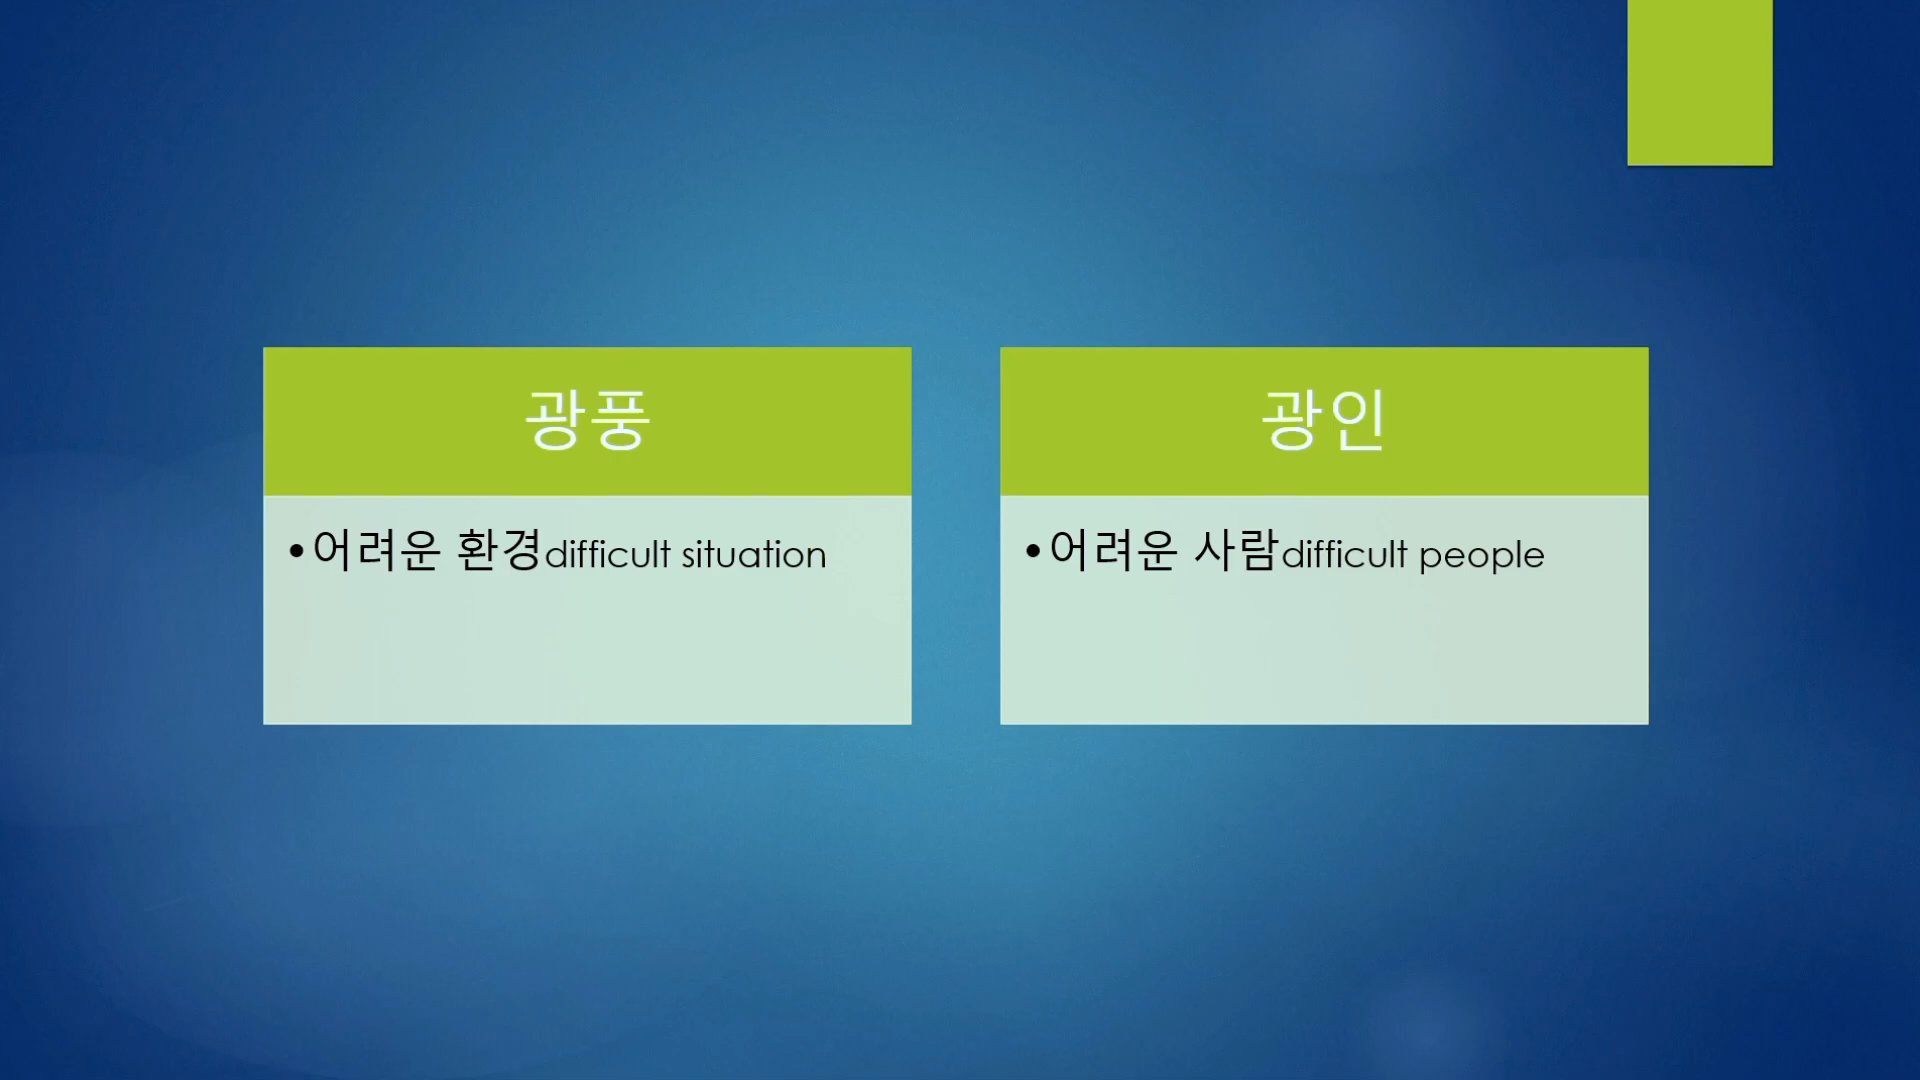 광풍
• 어려운 환경difficult situation
광인
• 어려운 사람difficult people